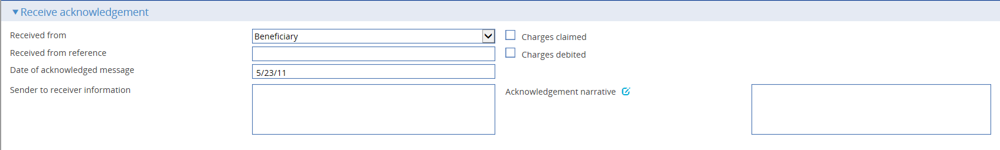 Receive acknowledgement
Received from
Beneficiary
Charges claimed
Received from reference
Charges debited
Date of acknowledged message
5/23/11
Sender to receiver information
Acknowledgement narrative